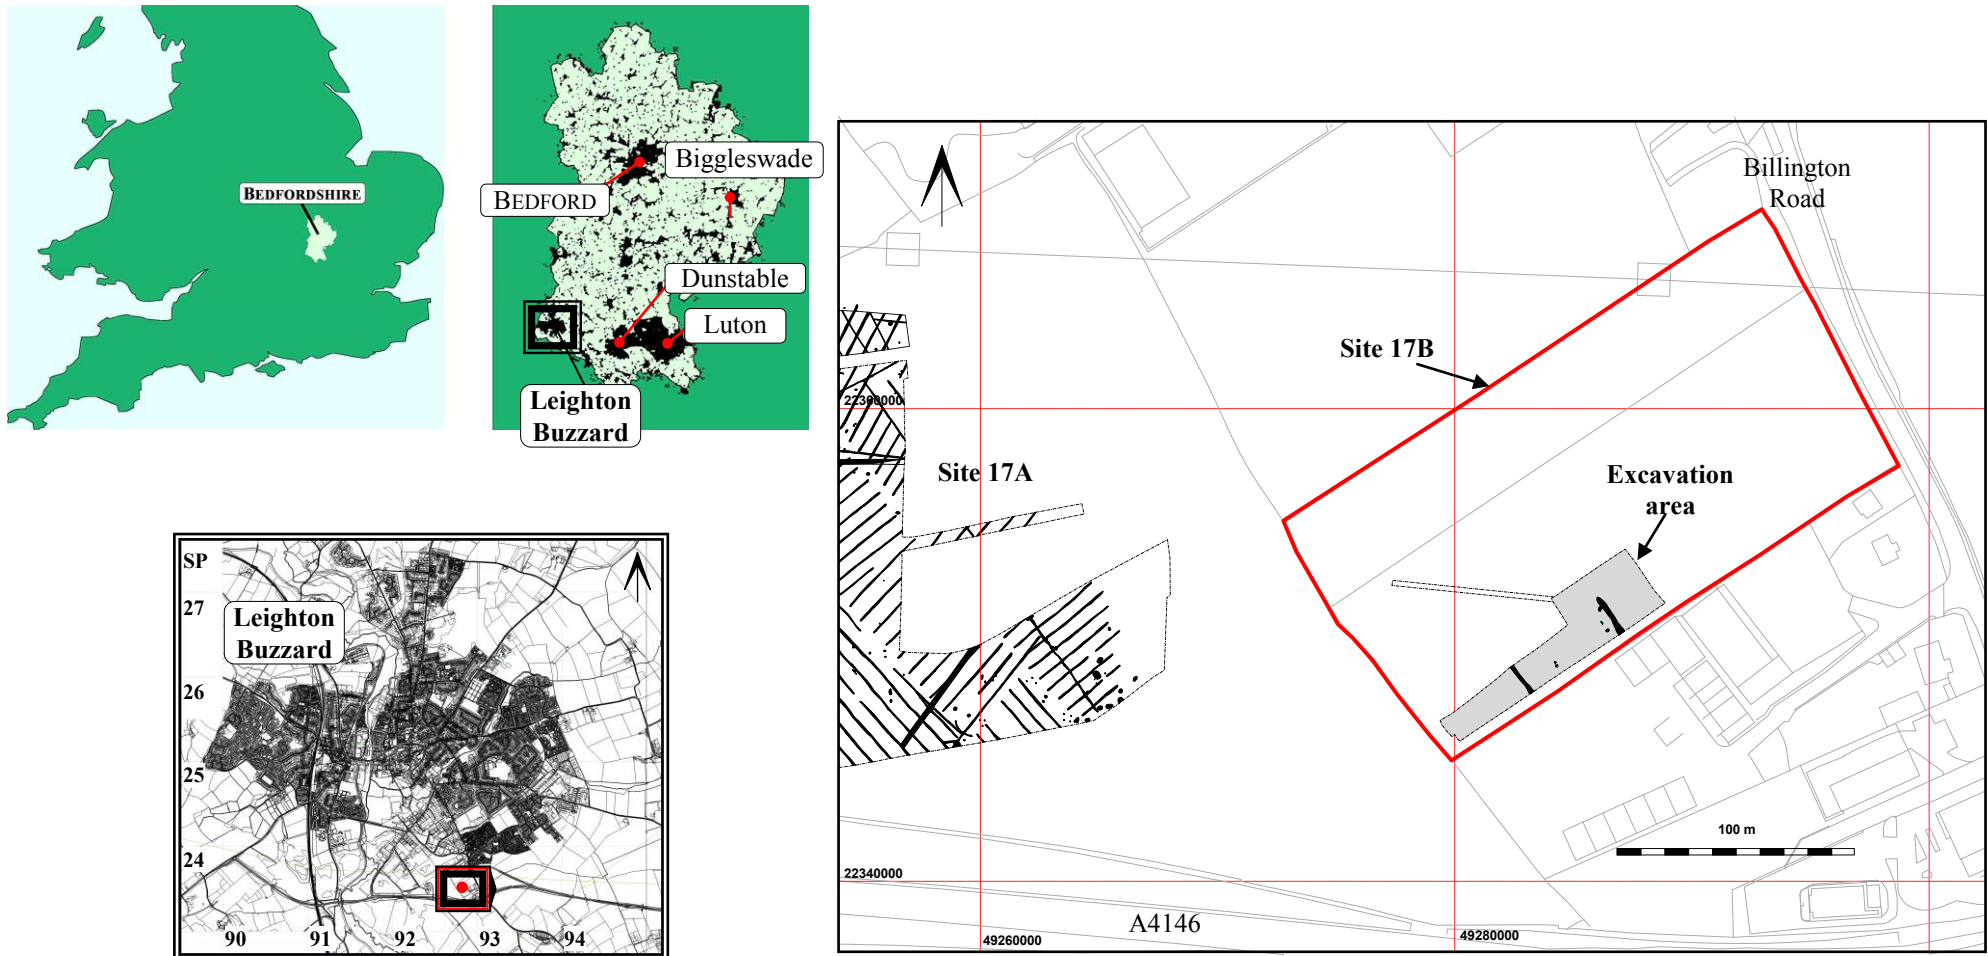 BEDFORDSHIRE
Biggleswade
BEDFORD
Dunstable
Luton
Leighton
Buzzard
SP
27
26
25
24
90
91
92
93
94
Leighton
Buzzard
Billington
Road
Site 17B
22360000
Site 17A
Excavation
area
100 m
22340000
A4146
49260000
49280000